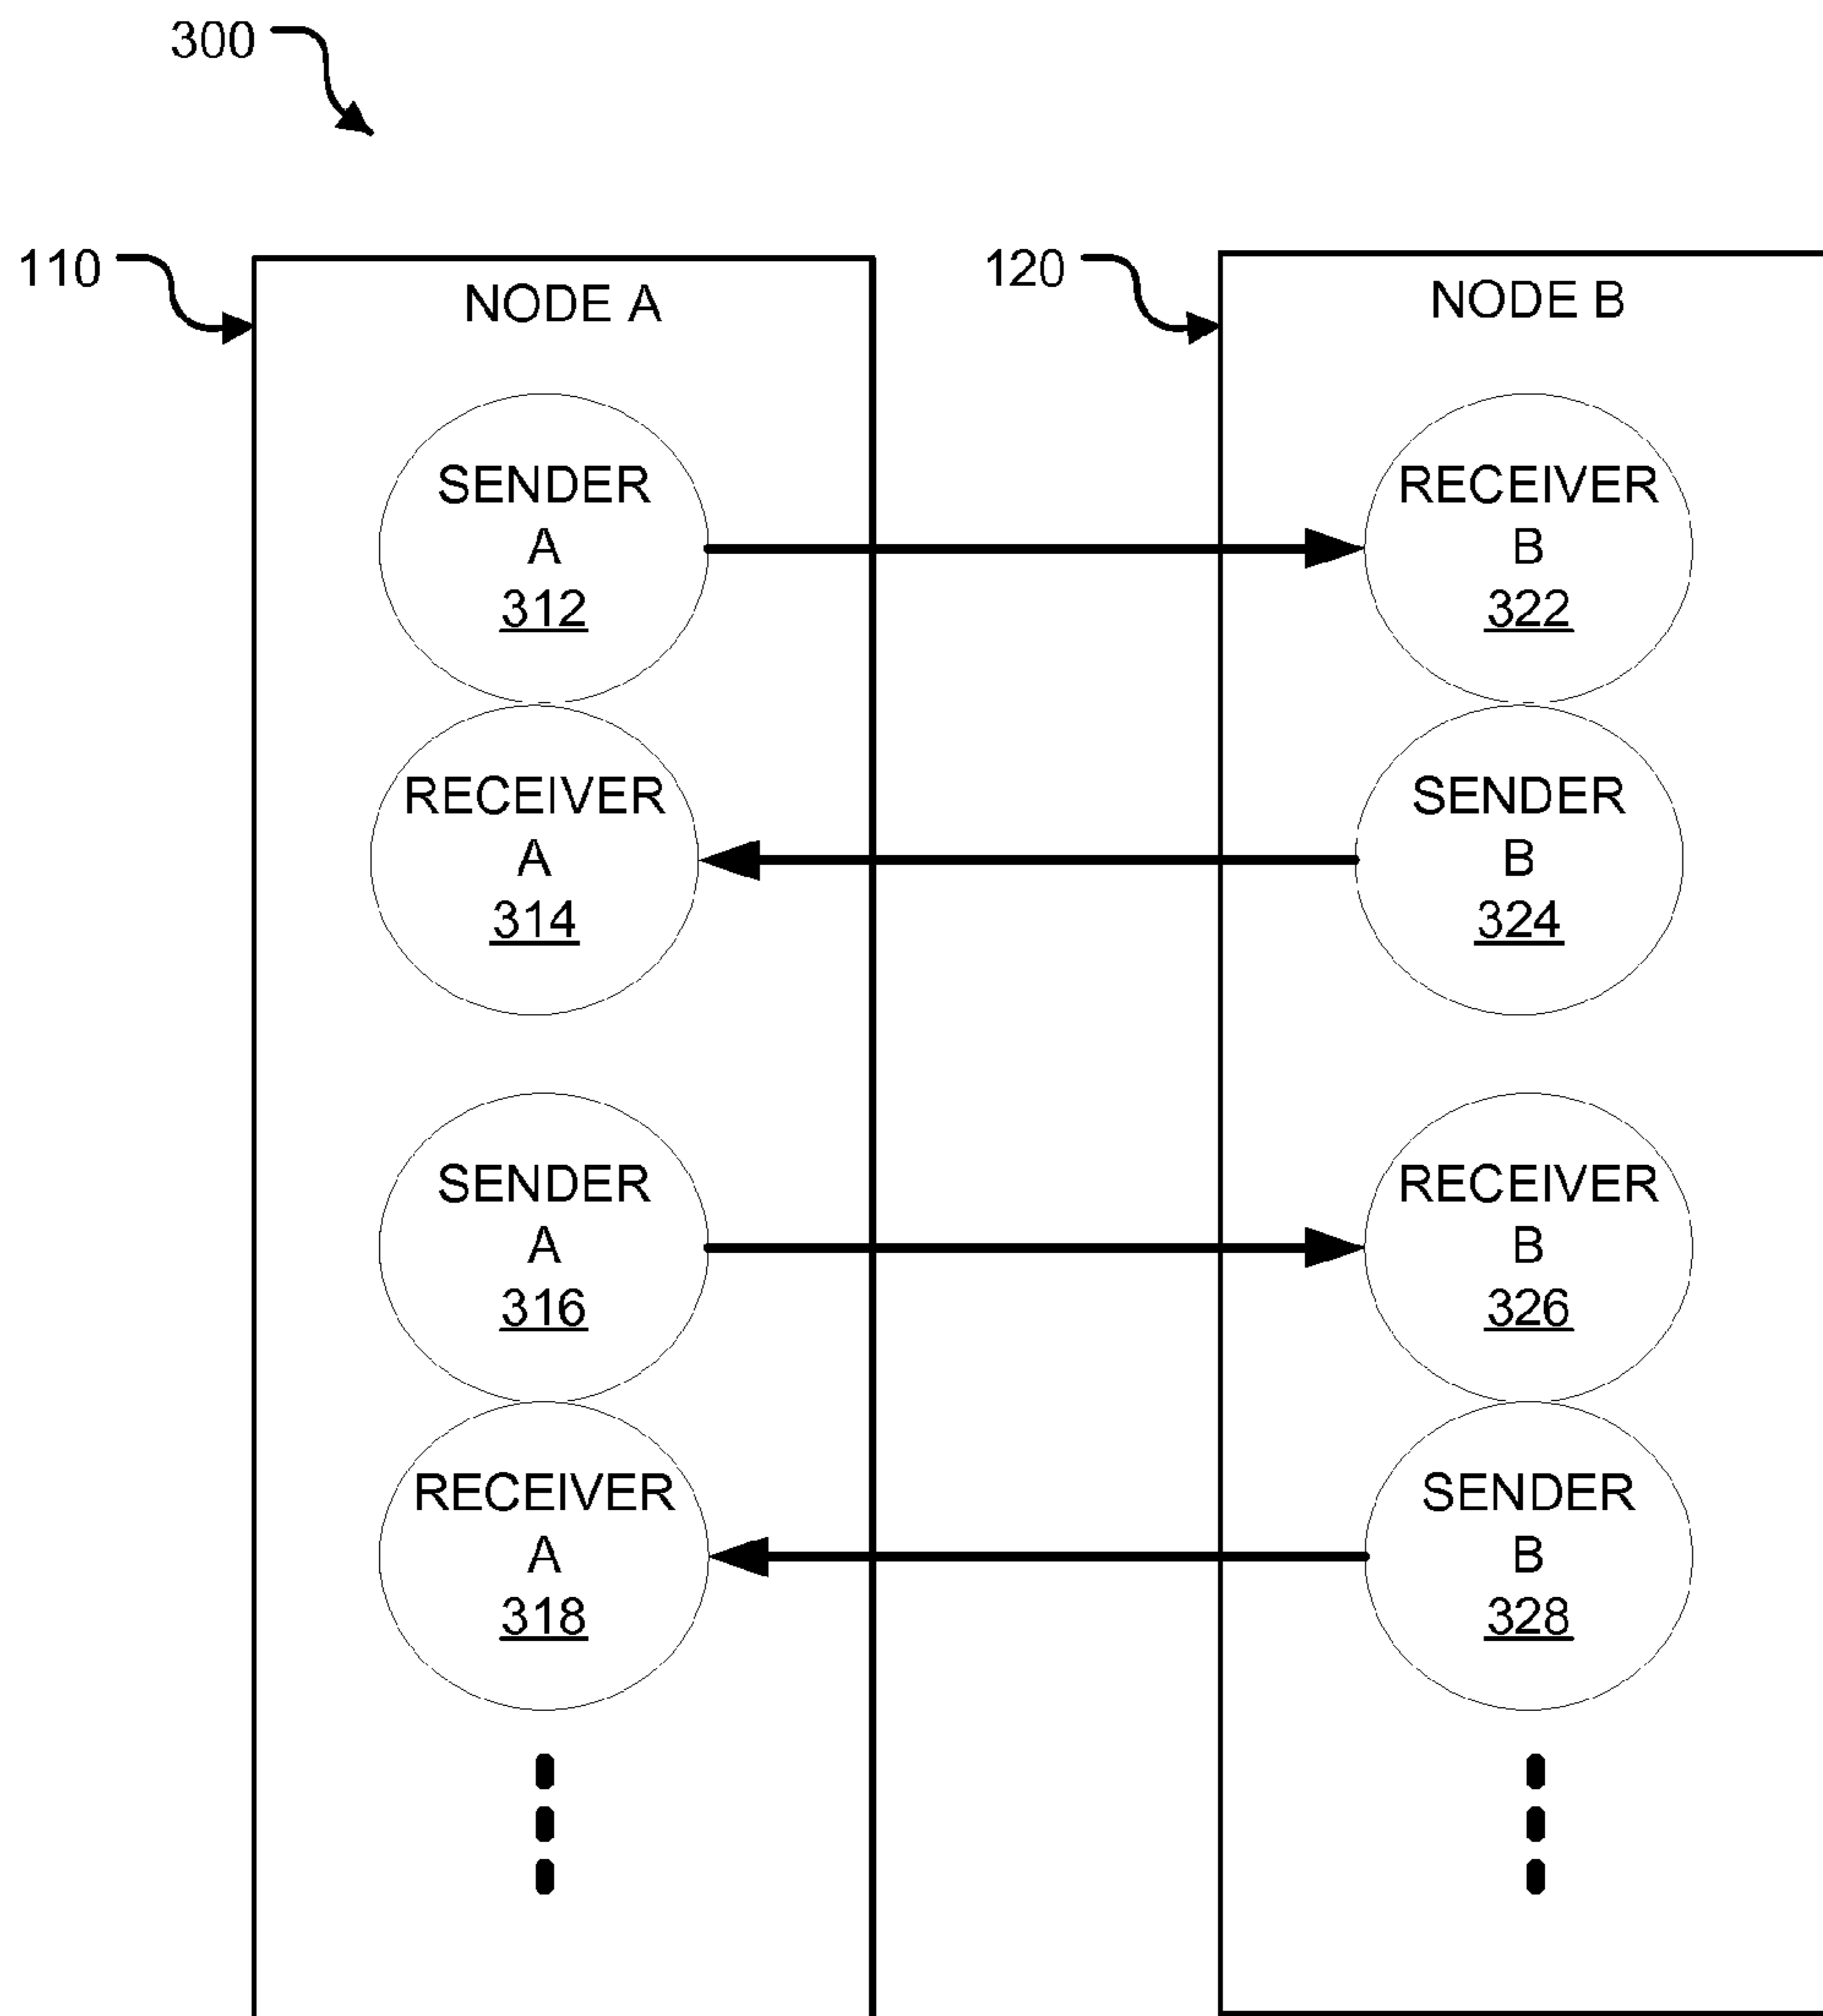 300
110
NODE A
SENDER
A
312
RECEIVER
A
314
SENDER
A
316
RECEIVER
A
318
120
NODE B
RECEIVER
B
322
SENDER
B
324
RECEIVER
B
326
SENDER
B
328